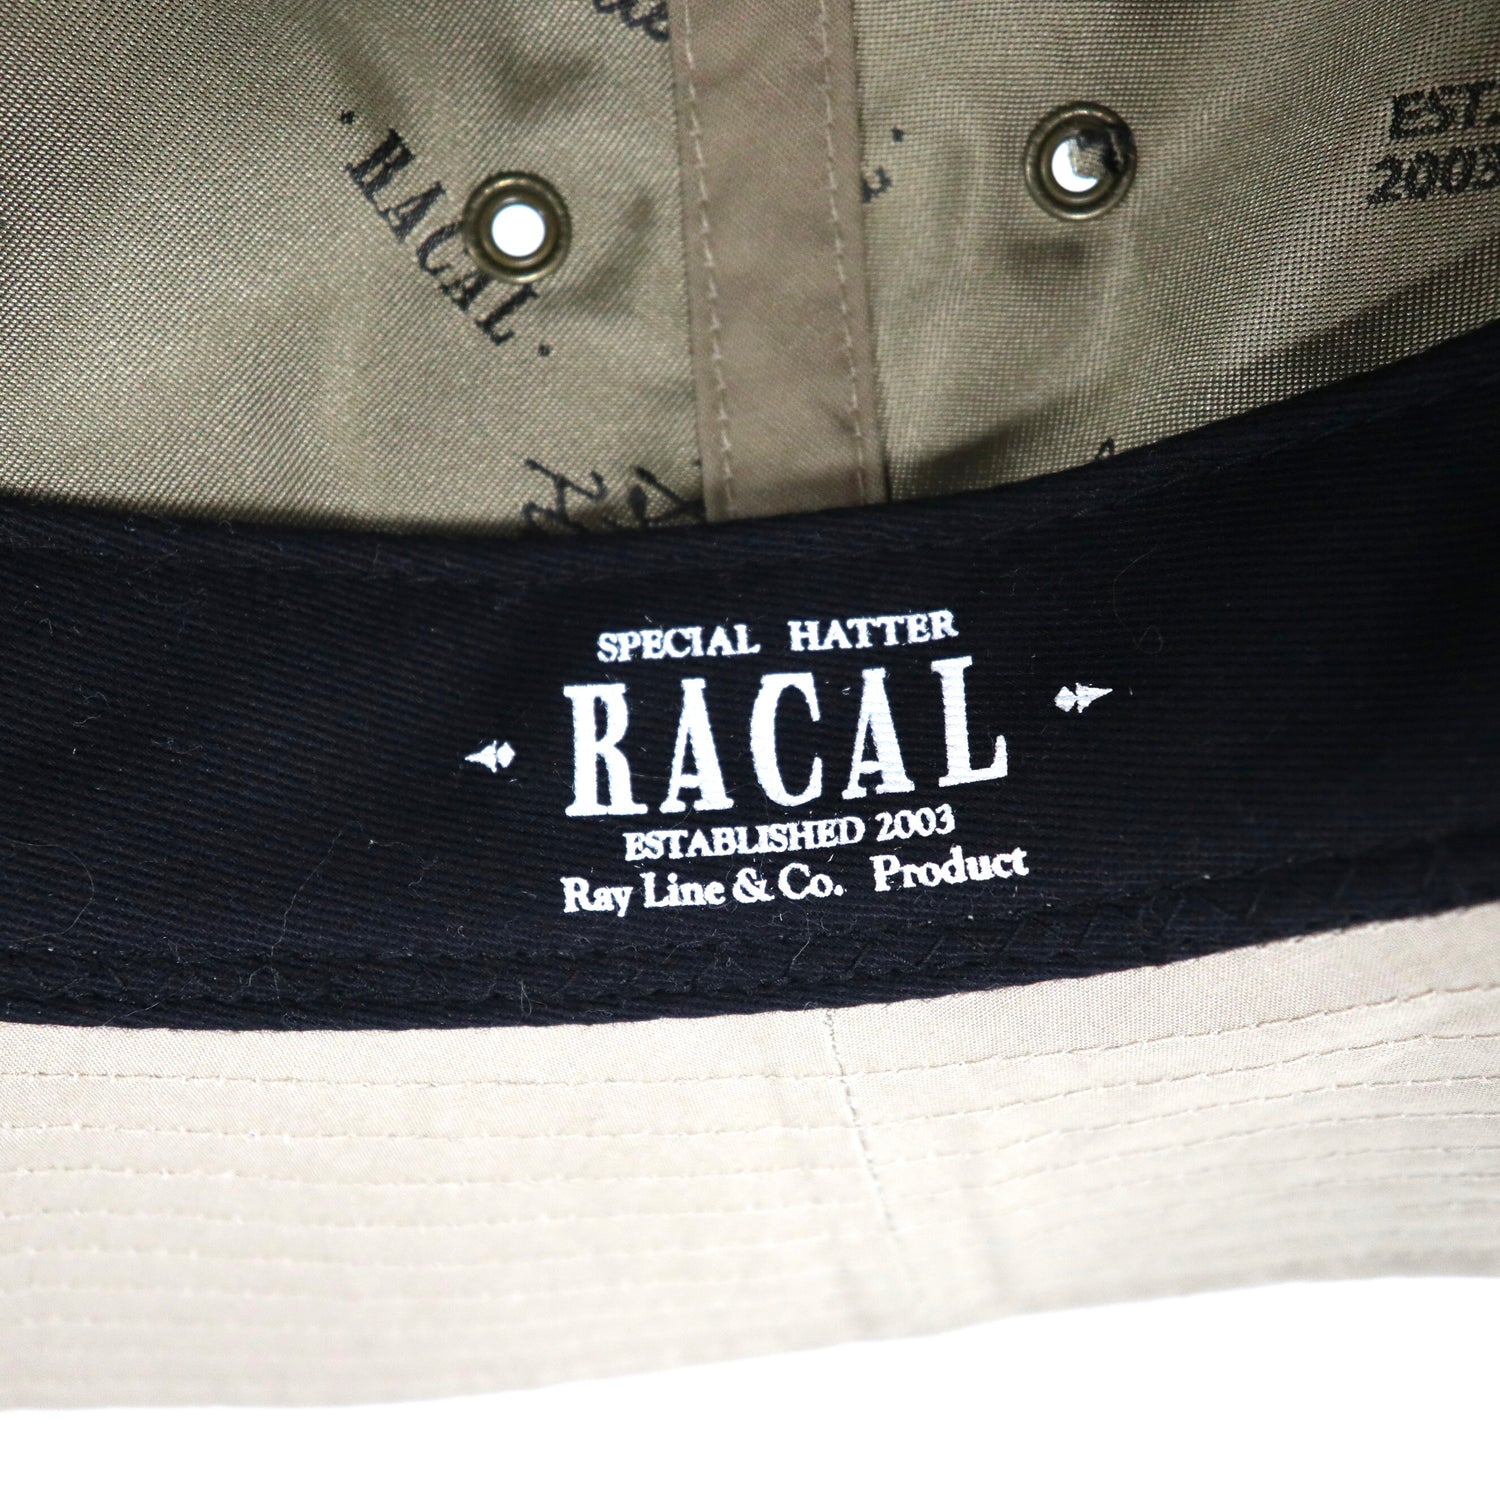 · RACAL ·
EST.
2003
SPECIAL HATTER
RACAL
ESTABLISHED 2003
Ray Line & Co. Product